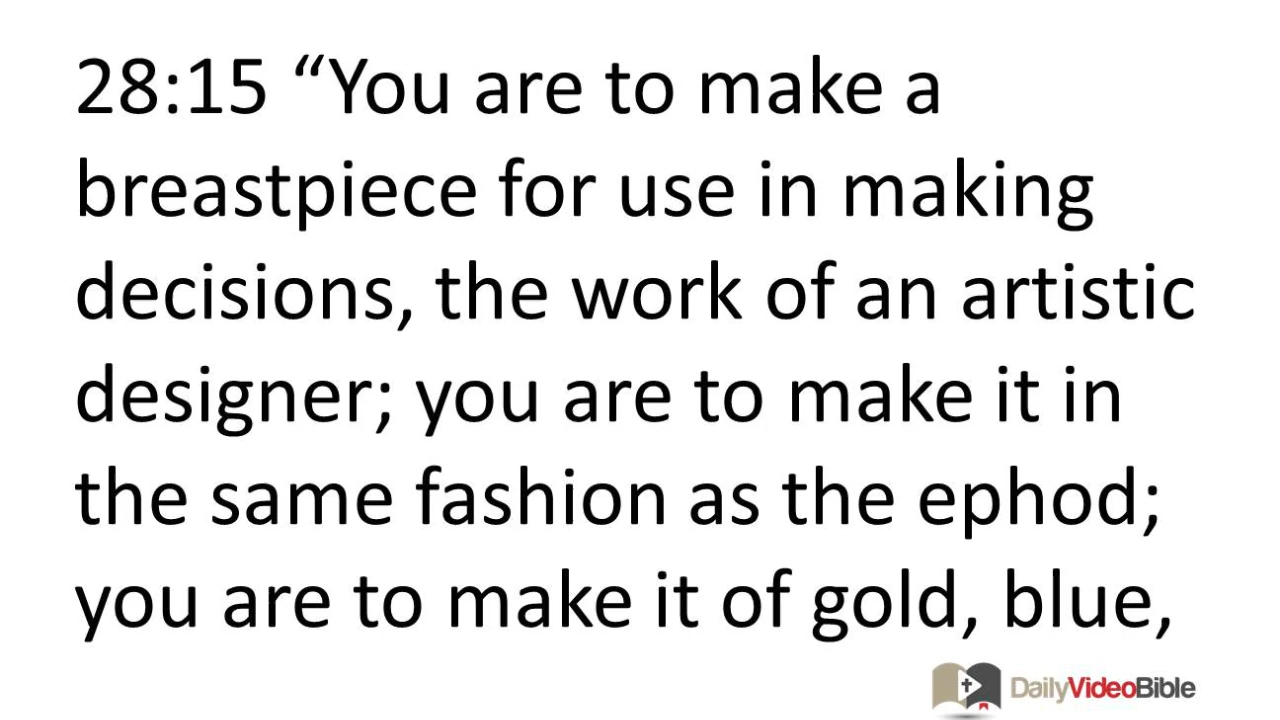 28:15 “You are to make a
breastpiece for use in making
decisions, the work of an artistic
designer; you are to make it in
the same fashion as the ephod;
you are to make it of gold, blue,
DailyVideoBible